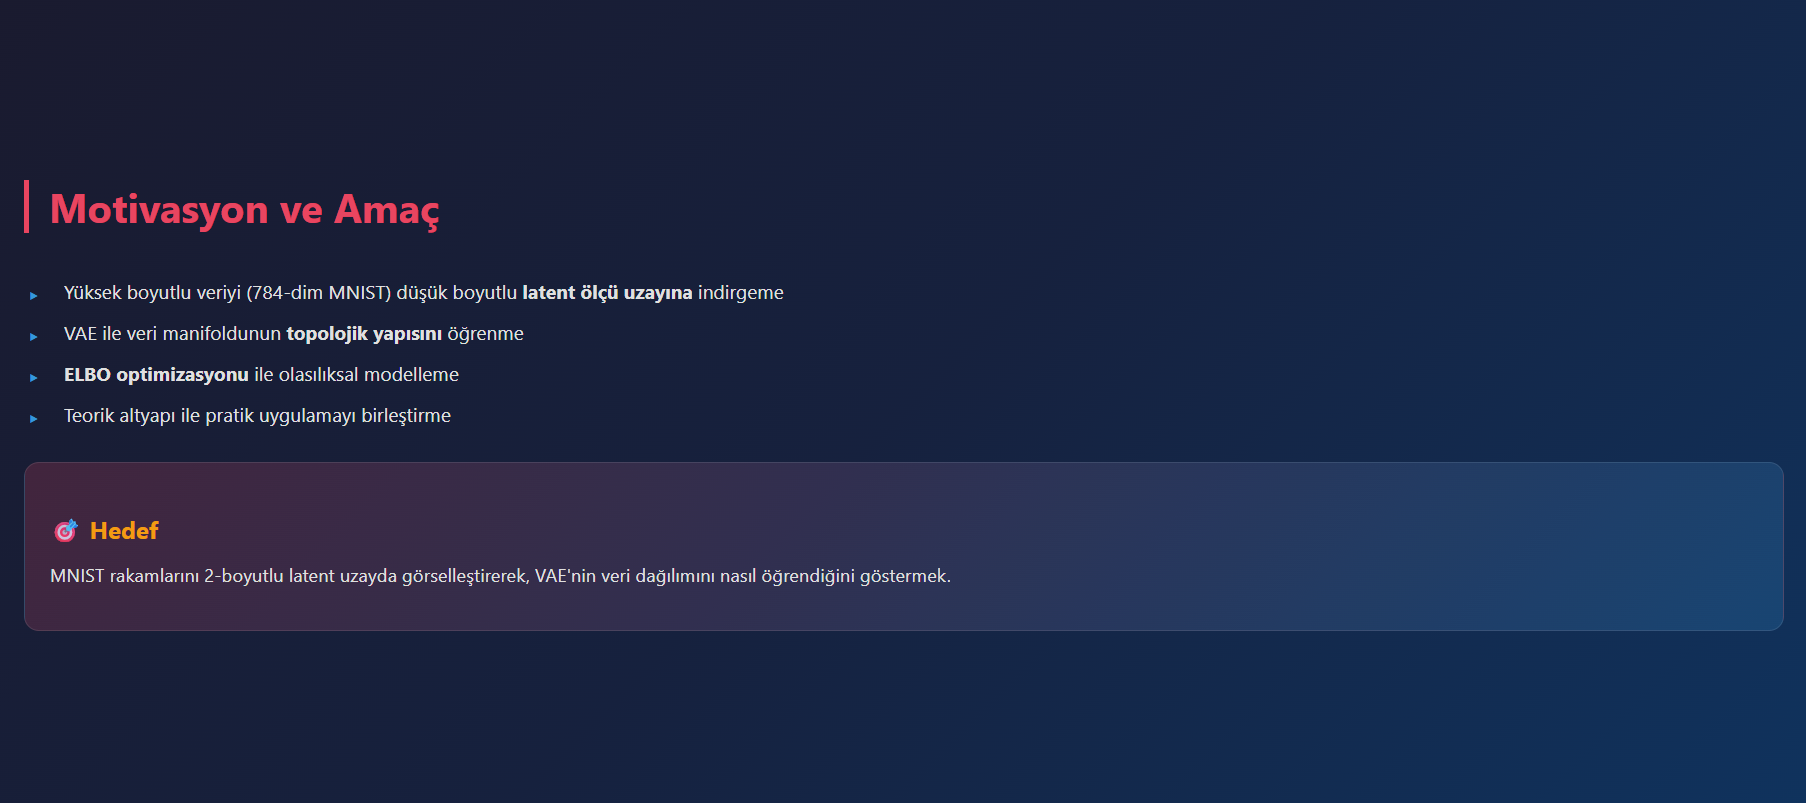 Motivasyon ve Amaç
▸ Yüksek boyutlu veriyi (784-dim MNIST) düşük boyutlu latent ölçü uzayına indirgeme
▸ VAE ile veri manifoldunun topolojik yapısını öğrenme
▸ ELBO optimizasyonu ile olasılıksal modelleme
▸ Teorik altyapı ile pratik uygulamayı birleştirme
🎯 Hedef
MNIST rakamlarını 2-boyutlu latent uzayda görselleştirerek, VAE'nin veri dağılımını nasıl öğrendiğini göstermek.